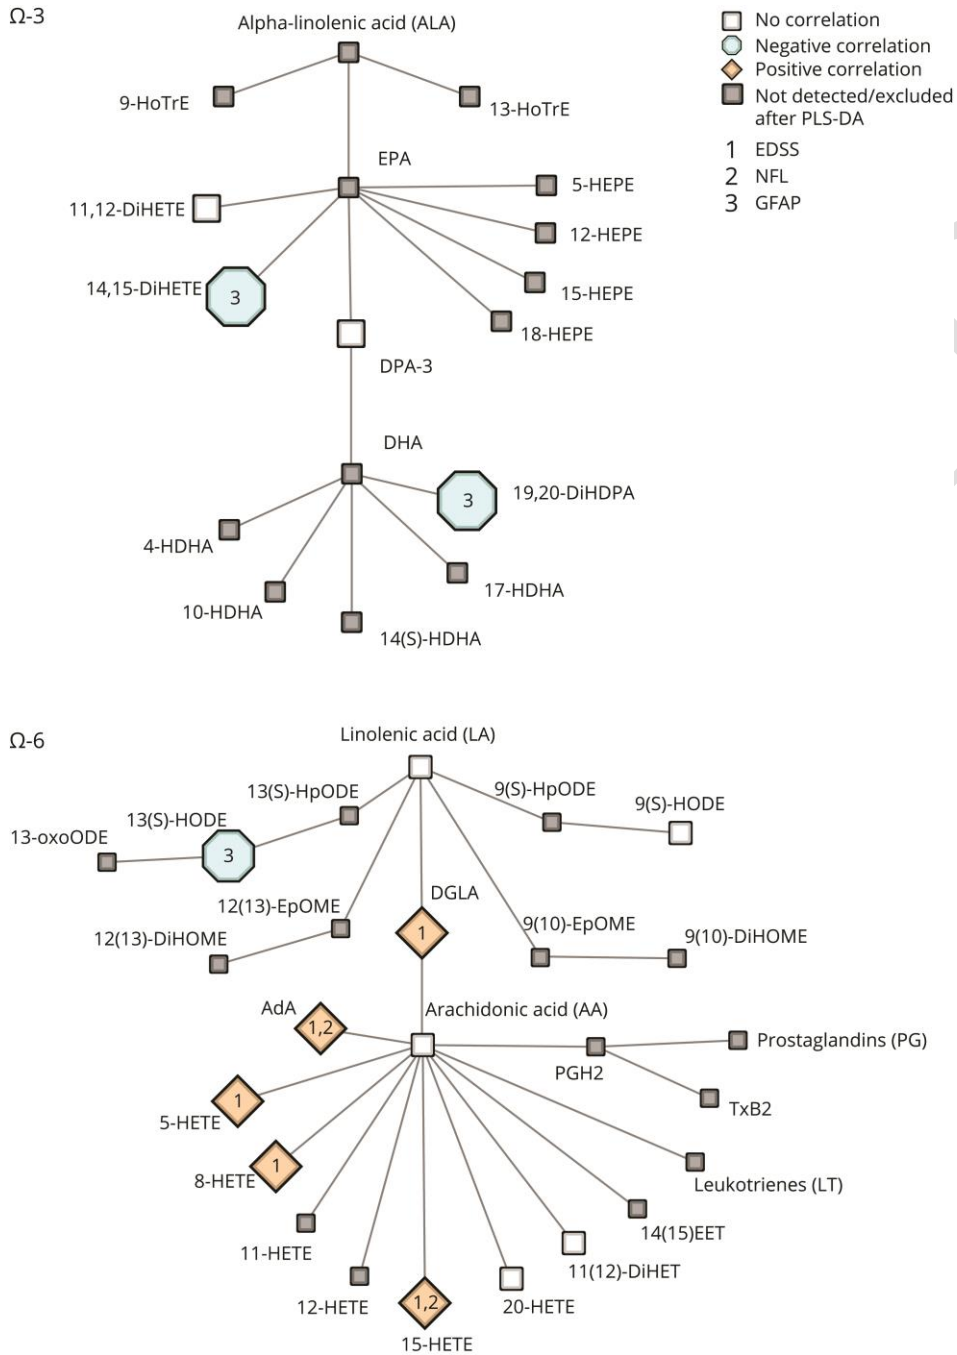 Ω-3
Alpha-linolenic acid (ALA)
9-HoTrE
13-HoTrE
EPA
11,12-DiHETE
5-HEPE
12-HEPE
14,15-DiHETE
3
15-HEPE
18-HEPE
DPA-3
DHA
3
19,20-DiHDPA
4-HDHA
17-HDHA
10-HDHA
14(S)-HDHA
No correlation
Negative correlation
Positive correlation
Not detected/excluded
after PLS-DA
1 EDSS
2 NFL
3 GFAP
Ω-6
Linolenic acid (LA)
13(S)-HpODE
9(S)-HpODE
9(S)-HODE
13(S)-HODE
13-oxoODE
3
DGLA
12(13)-EpOME
1
9(10)-EpOME
12(13)-DiHOME
9(10)-DiHOME
AdA
1,2
Arachidonic acid (AA)
Prostaglandins (PG)
PGH2
TxB2
1
5-HETE
1
8-HETE
Leukotrienes (LT)
14(15)EET
11-HETE
11(12)-DiHET
12-HETE
1,2
20-HETE
15-HETE